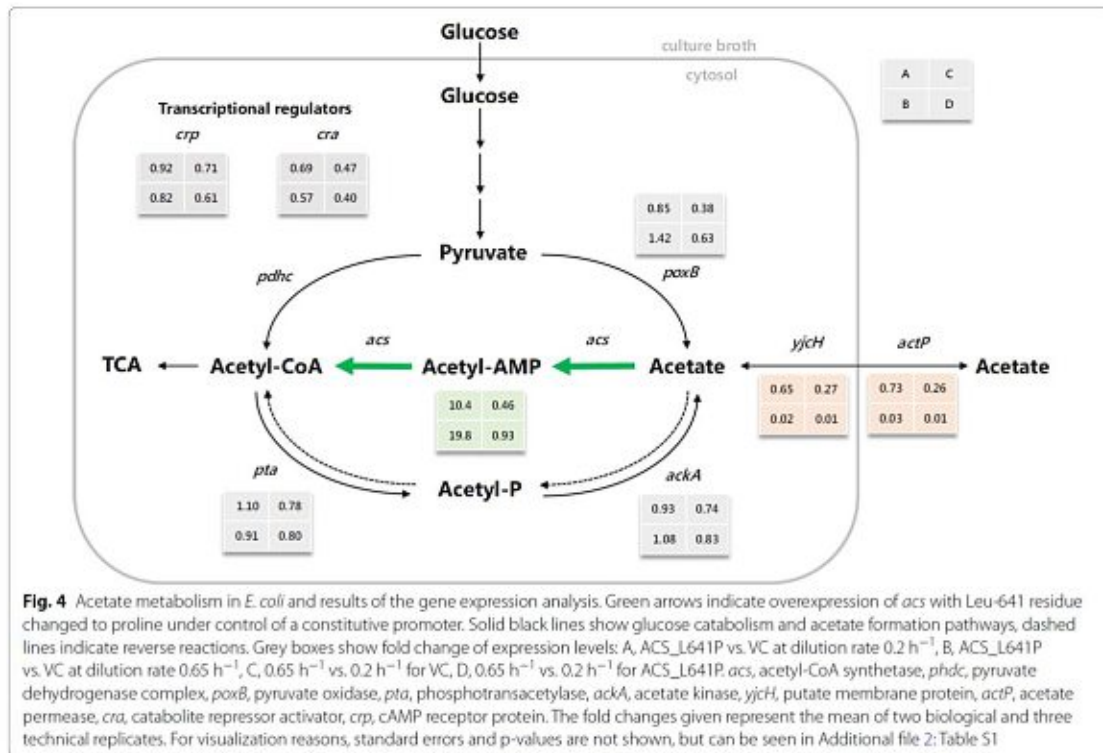 Glucose
culture broth
cytosol
A C
B D
Glucose
Transcriptional regulators
crp cra
0.92 0.71 0.69 0.47
0.82 0.61 0.57 0.40
0.85 0.38
1.42 0.63
Pyruvate
pdhc
poxB
acs acs yjcH actP
TCA Acetyl-CoA Acetyl-AMP Acetate Acetate
10.4 0.46
19.8 0.93
0.65 0.27 0.73 0.26
0.02 0.01 0.03 0.01
pta Acetyl-P ackA
1.10 0.78
0.91 0.80
0.93 0.74
1.08 0.83
Fig. 4 Acetate metabolism in E. coli and results of the gene expression analysis. Green arrows indicate overexpression of acs with Leu-641 residue
changed to proline under control of a constitutive promoter. Solid black lines show glucose catabolism and acetate formation pathways, dashed
lines indicate reverse reactions. Grey boxes show fold change of expression levels: A, ACS_L641P vs. VC at dilution rate 0.2 h⁻¹, B, ACS_L641P
vs. VC at dilution rate 0.65 h⁻¹, C, 0.65 h⁻¹ vs. 0.2 h⁻¹ for VC, D, 0.65 h⁻¹ vs. 0.2 h⁻¹ for ACS_L641P. acs, acetyl-CoA synthetase, phdc, pyruvate
dehydrogenase complex, poxB, pyruvate oxidase, pta, phosphotransacetylase, ackA, acetate kinase, yjcH, putate membrane protein, actP, acetate
permease, cra, catabolite repressor activator, crp, cAMP receptor protein. The fold changes given represent the mean of two biological and three
technical replicates. For visualization reasons, standard errors and p-values are not shown, but can be seen in Additional file 2: Table S1